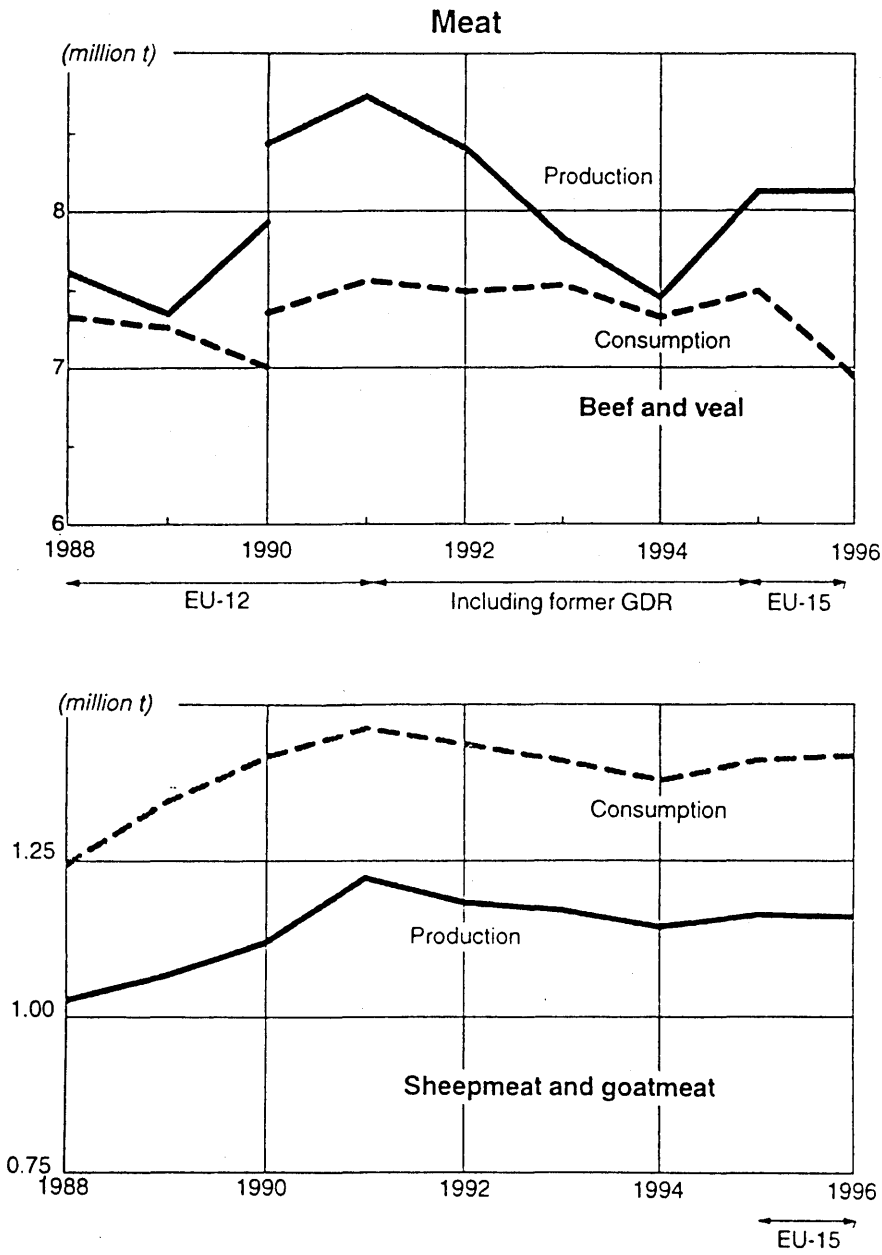 Meat
(million t)
Production
8
Consumption
7
Beef and veal
6
1988 1990 1992 1994 1996
EU-12 Including former GDR EU-15
(million t)
Consumption
1.25
Production
1.00
Sheepmeat and goatmeat
0.75
1988 1990 1992 1994 1996
EU-15